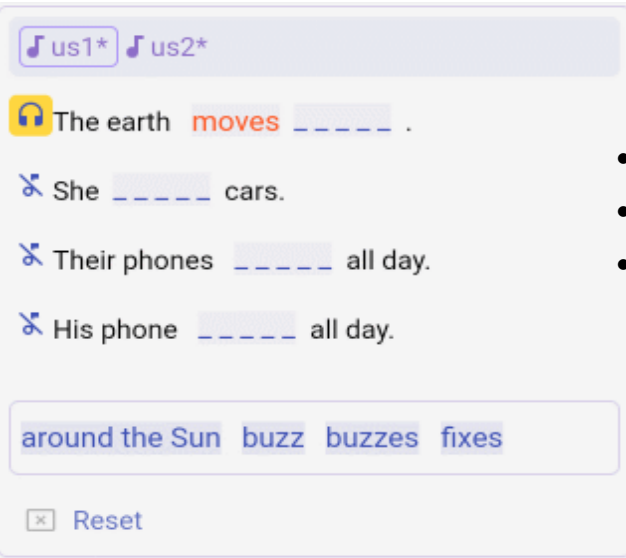 us1* us2*
The earth moves _____ .
She _____ cars.
Their phones _____ all day.
His phone _____ all day.
around the Sun buzz buzzes fixes
Reset